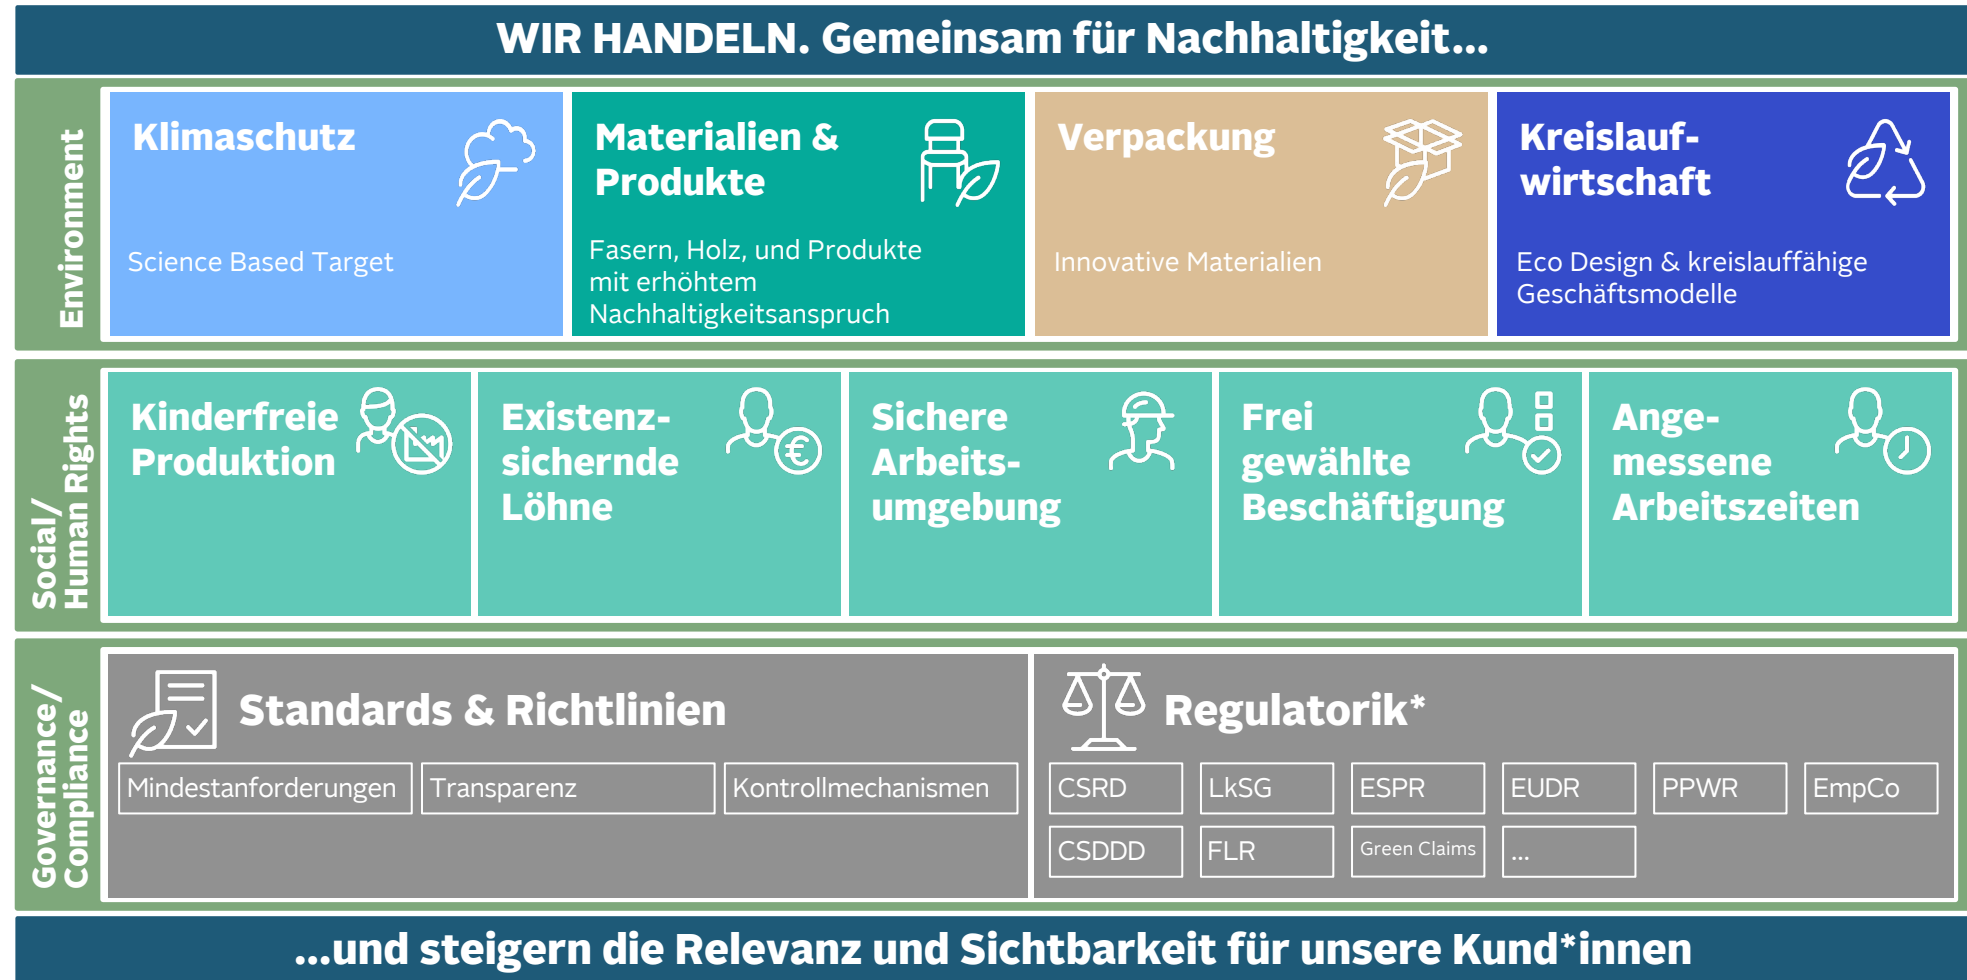 WIR HANDELN. Gemeinsam für Nachhaltigkeit...
Environment
Klimaschutz
Science Based Target
Materialien &
Produkte
Fasern, Holz, und Produkte
mit erhöhtem
Nachhaltigkeitsanspruch
Verpackung
Innovative Materialien
Kreislauf-
wirtschaft
Eco Design & kreislauffähige
Geschäftsmodelle
Social/
Human Rights
Kinderfreie
Produktion
Existenz-
sichernde
Löhne
€
Sichere
Arbeits-
umgebung
Frei
gewählte
Beschäftigung
Ange-
messene
Arbeitszeiten
Governance/
Compliance
Standards & Richtlinien
Mindestanforderungen
Transparenz
Kontrollmechanismen
Regulatorik*
CSRD
LkSG
ESPR
EUDR
PPWR
EmpCo
CSDDD
FLR
Green Claims
...
...und steigern die Relevanz und Sichtbarkeit für unsere Kund*innen